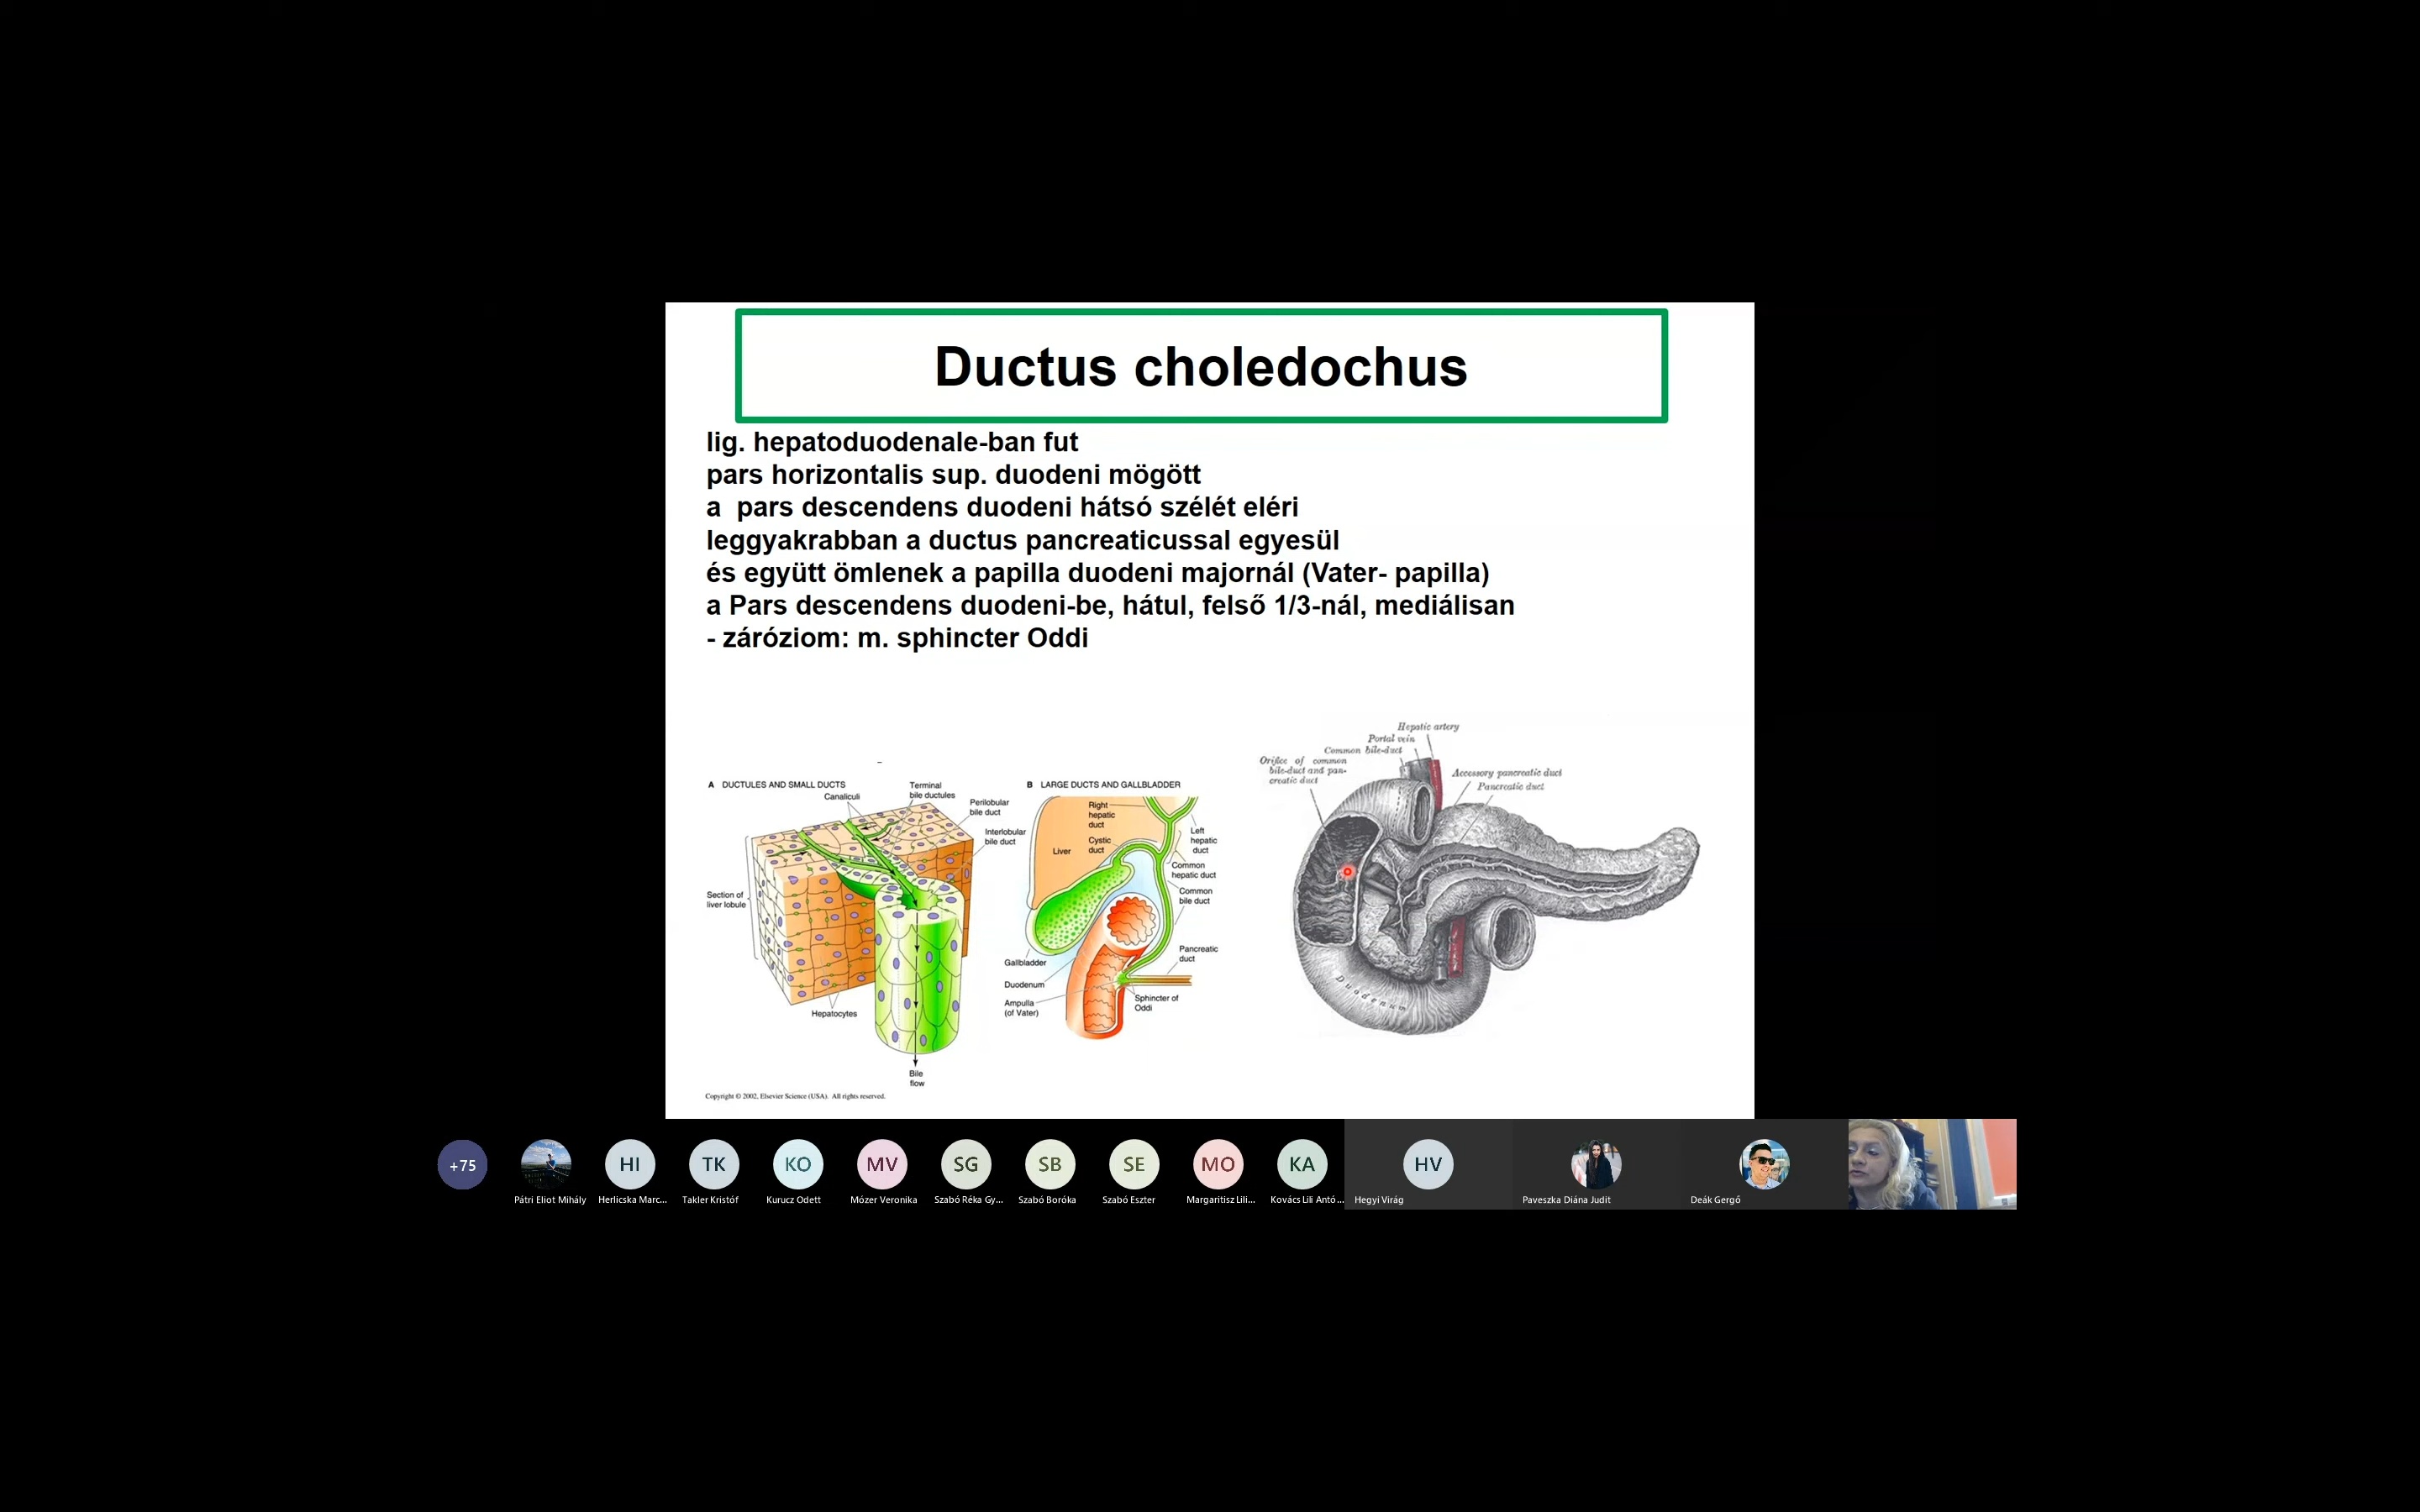 Ductus choledochus
lig. hepatoduodenale-ban fut
pars horizontalis sup. duodeni mögött
a  pars descendens duodeni hátsó szélét eléri
leggyakrabban a ductus pancreaticussal egyesül
és együtt ömlenek a papilla duodeni majornál (Vater- papilla)
a Pars descendens duodeni-be, hátul, felső 1/3-nál, mediálisan
- záróziom: m. sphincter Oddi
A DUCTULES AND SMALL DUCTS
Canaliculi
Terminal
bile ductules
Perilobular
bile duct
Interlobular
bile duct
Section of
liver lobule
Hepatocytes
Bile
flow
Copyright © 2002, Elsevier Science (USA). All rights reserved.
B LARGE DUCTS AND GALLBLADDER
Right
hepatic
duct
Cystic
duct
Liver
Left
hepatic
duct
Common
hepatic duct
Common
bile duct
Pancreatic
duct
Gallbladder
Duodenum
Ampulla
(of Vater)
Sphincter of
Oddi
Hepatic artery
Portal vein
Common bile-duct
Orifice of common
bile-duct and pan-
creatic duct
Accessory pancreatic duct
Pancreatic duct
Duodenum
+75
HI
TK
KO
MV
SG
SB
SE
MO
KA
HV
Pátri Eliot Mihály
Herlicska Marc...
Takler Kristóf
Kurucz Odett
Mózer Veronika
Szabó Réka Gy...
Szabó Boróka
Szabó Eszter
Margaritisz Lili...
Kovács Lili Antó...
Hegyi Virág
Paveszka Diána Judit
Deák Gergő